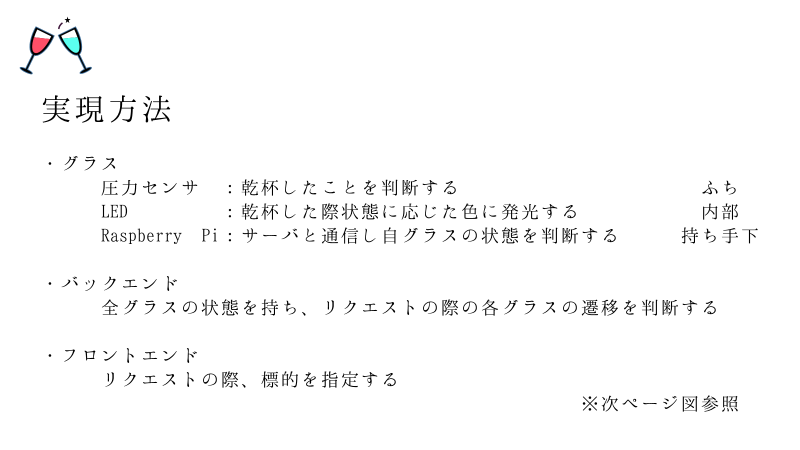 実現方法
・グラス
圧力センサ ：乾杯したことを判断する ふち
LED ：乾杯した際状態に応じた色に発光する 内部
Raspberry Pi：サーバと通信し自グラスの状態を判断する 持ち手下
・バックエンド
全グラスの状態を持ち、リクエストの際の各グラスの遷移を判断する
・フロントエンド
リクエストの際、標的を指定する
※次ページ図参照